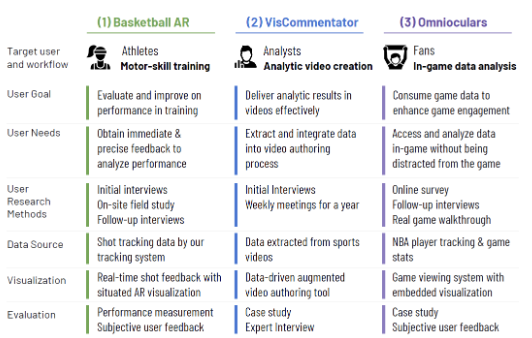 (1) Basketball AR
(2) VisCommentator
(3) Omnioculars
Target user
and workflow
Athletes
Motor-skill training
Analysts
Analytic video creation
Fans
In-game data analysis
User Goal
Evaluate and improve on
performance in training
Deliver analytic results in
videos effectively
Consume game data to
enhance game engagement
User Needs
Obtain immediate &
precise feedback to
analyze performance
Extract and integrate data
into video authoring
process
Access and analyze data
in-game without being
distracted from the game
User
Research
Methods
Initial interviews
On-site field study
Follow-up interviews
Initial Interviews
Weekly meetings for a year
Online survey
Follow-up interviews
Real game walkthrough
Data Source
Shot tracking data by our
tracking system
Data extracted from sports
videos
NBA player tracking & game
stats
Visualization
Real-time shot feedback with
situated AR visualization
Data-driven augmented
video authoring tool
Game viewing system with
embedded visualization
Evaluation
Performance measurement
Subjective user feedback
Case study
Expert Interview
Case study
Subjective user feedback